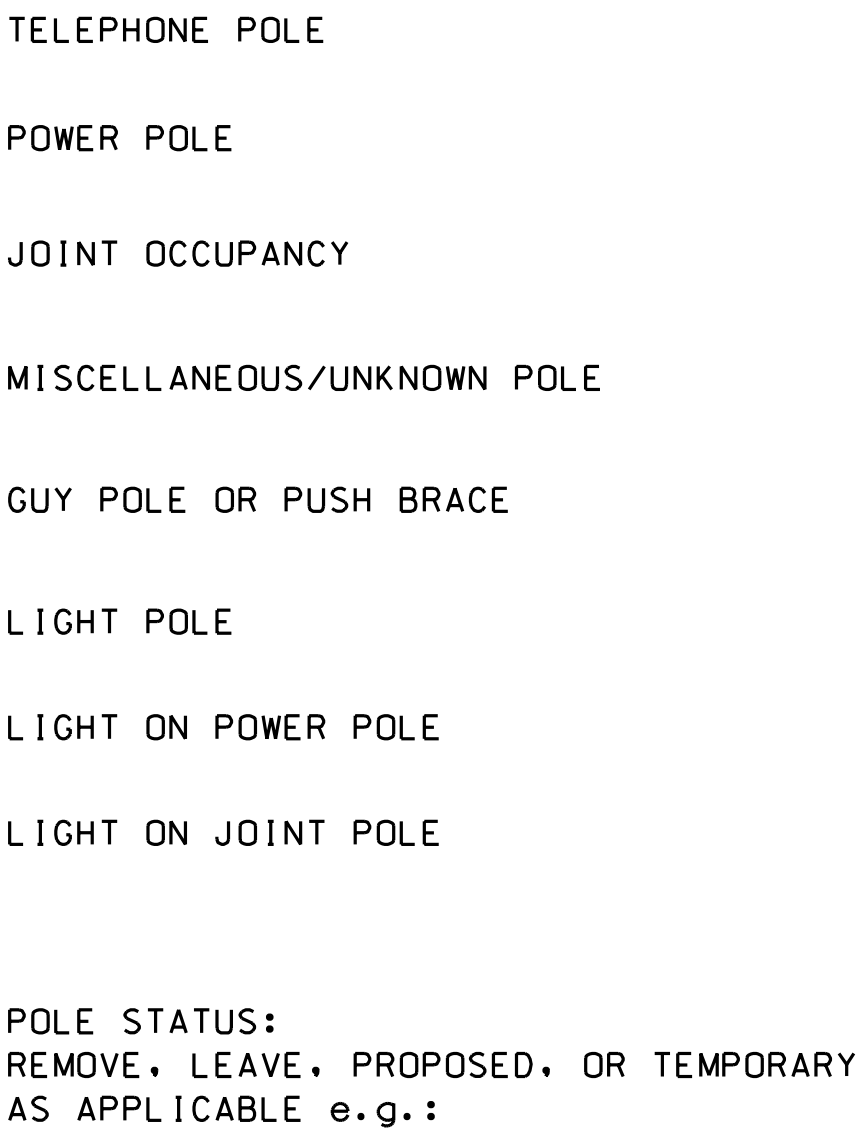 TELEPHONE POLE
POWER POLE
JOINT OCCUPANCY
MISCELLANEOUS/UNKNOWN POLE
GUY POLE OR PUSH BRACE
LIGHT POLE
LIGHT ON POWER POLE
LIGHT ON JOINT POLE
POLE STATUS:
REMOVE, LEAVE, PROPOSED, OR TEMPORARY
AS APPLICABLE e.g.: